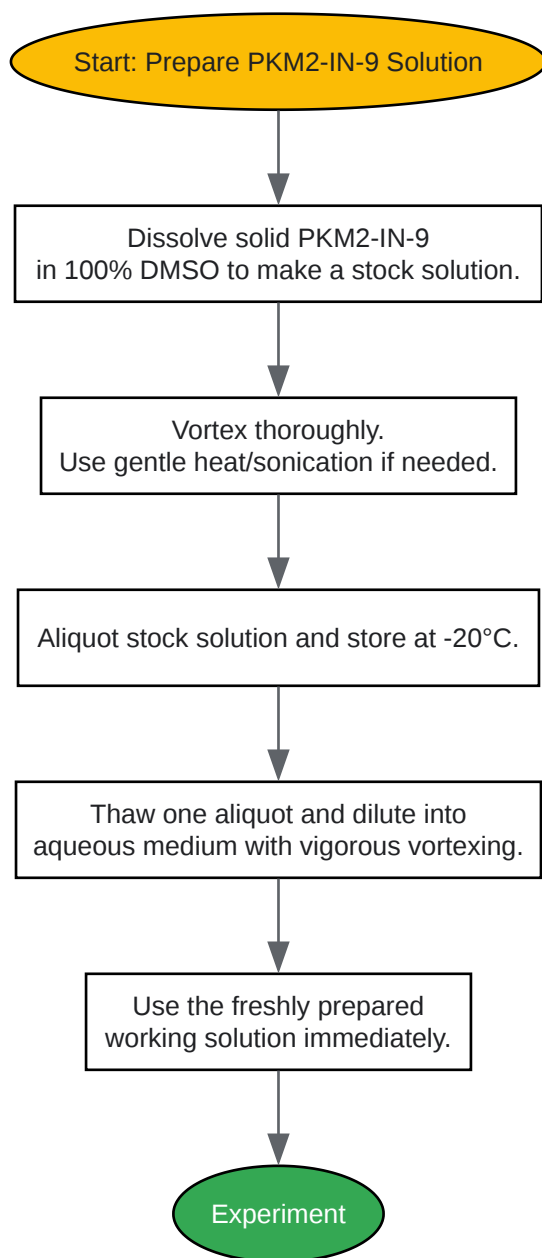 Start: Prepare PKM2-IN-9 Solution
Dissolve solid PKM2-IN-9
in 100% DMSO to make a stock solution.
Vortex thoroughly.
Use gentle heat/sonication if needed.
Aliquot stock solution and store at -20°C.
Thaw one aliquot and dilute into
aqueous medium with vigorous vortexing.
Use the freshly prepared
working solution immediately.
Experiment